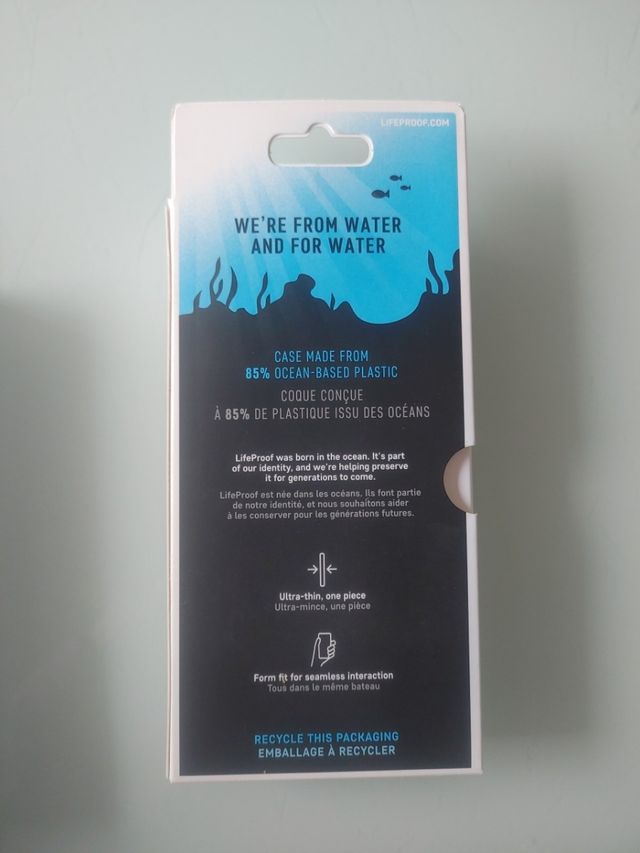 LIFEPROOF.COM
WE'RE FROM WATER
AND FOR WATER
CASE MADE FROM
85% OCEAN-BASED PLASTIC
COQUE CONÇUE
À 85% DE PLASTIQUE ISSU DES OCÉANS
LifeProof was born in the ocean. It's part
of our identity, and we're helping preserve
it for generations to come.
LifeProof est née dans les océans. Ils font partie
de notre identité, et nous souhaitons aider
à les conserver pour les générations futures.
Ultra-thin, one piece
Ultra-mince, une pièce
Form fit for seamless interaction
Tous dans le même bateau
RECYCLE THIS PACKAGING
EMBALLAGE À RECYCLER